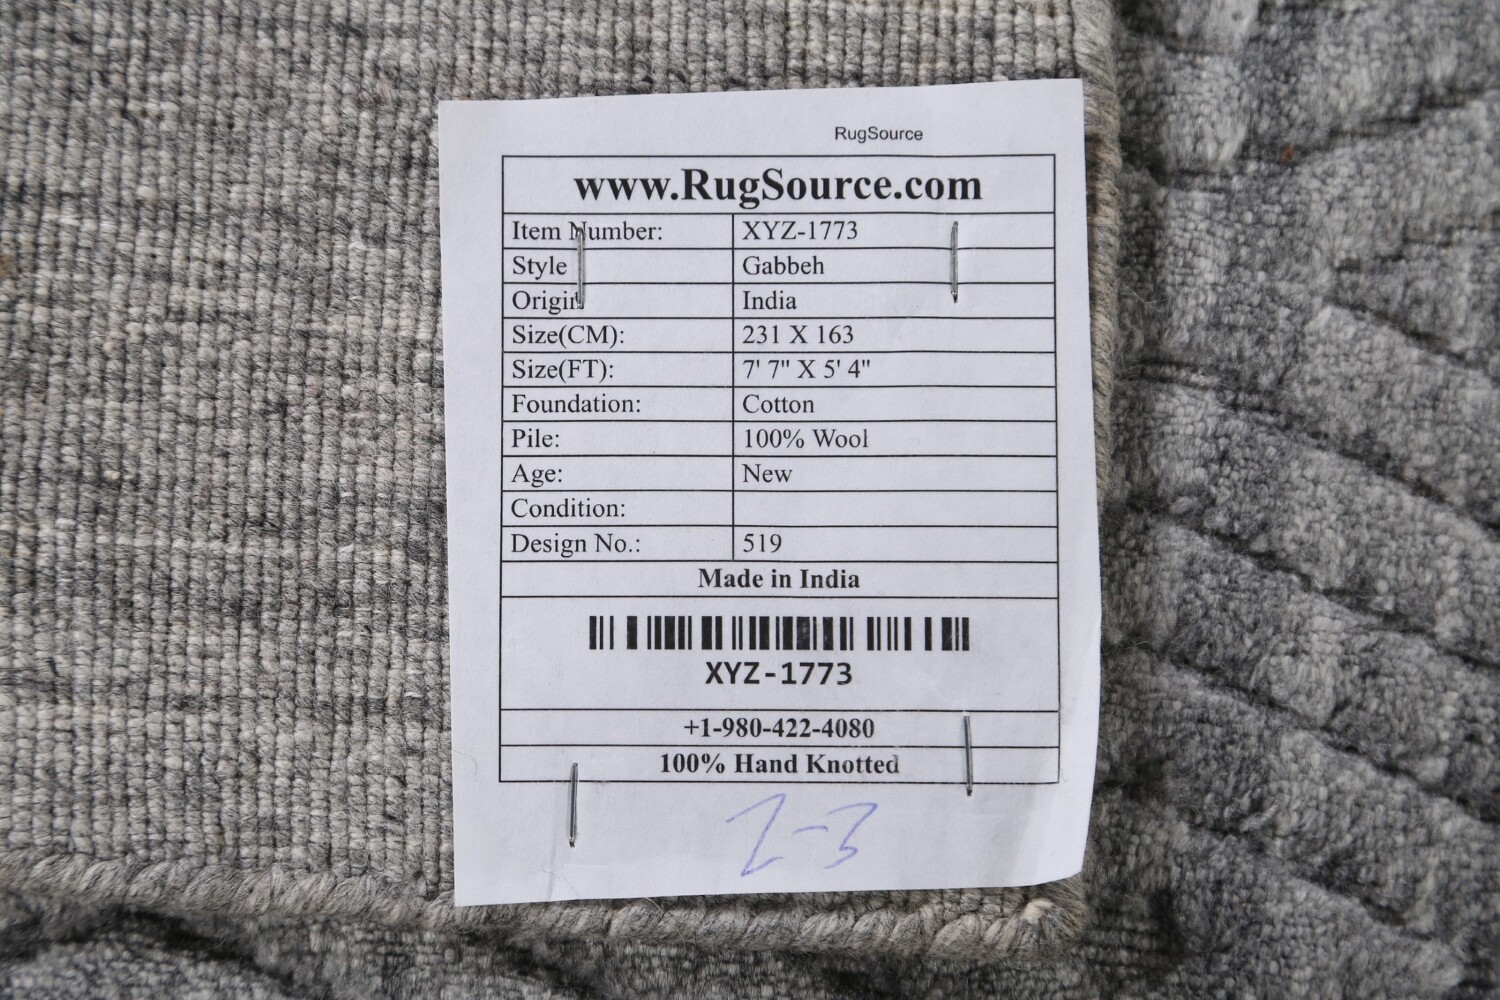 RugSource
www.RugSource.com
Item Number: XYZ-1773
Style Gabbeh
Origin India
Size(CM): 231 X 163
Size(FT): 7' 7" X 5' 4"
Foundation: Cotton
Pile: 100% Wool
Age: New
Condition:
Design No.: 519
Made in India
XYZ-1773
+1-980-422-4080
100% Hand Knotted